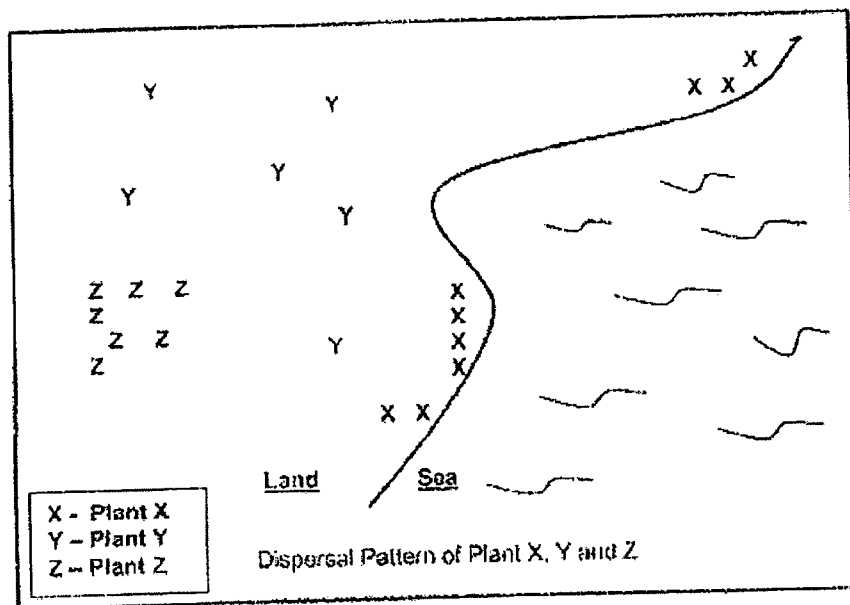 X
Y
Y
X X
Y
Y
Y
Z Z Z
X
Z
X
Z Z
Y
X
Z
X
X X
Land
Sea
X - Plant X
Y – Plant Y
Z – Plant Z
Dispersal Pattern of Plant X, Y and Z